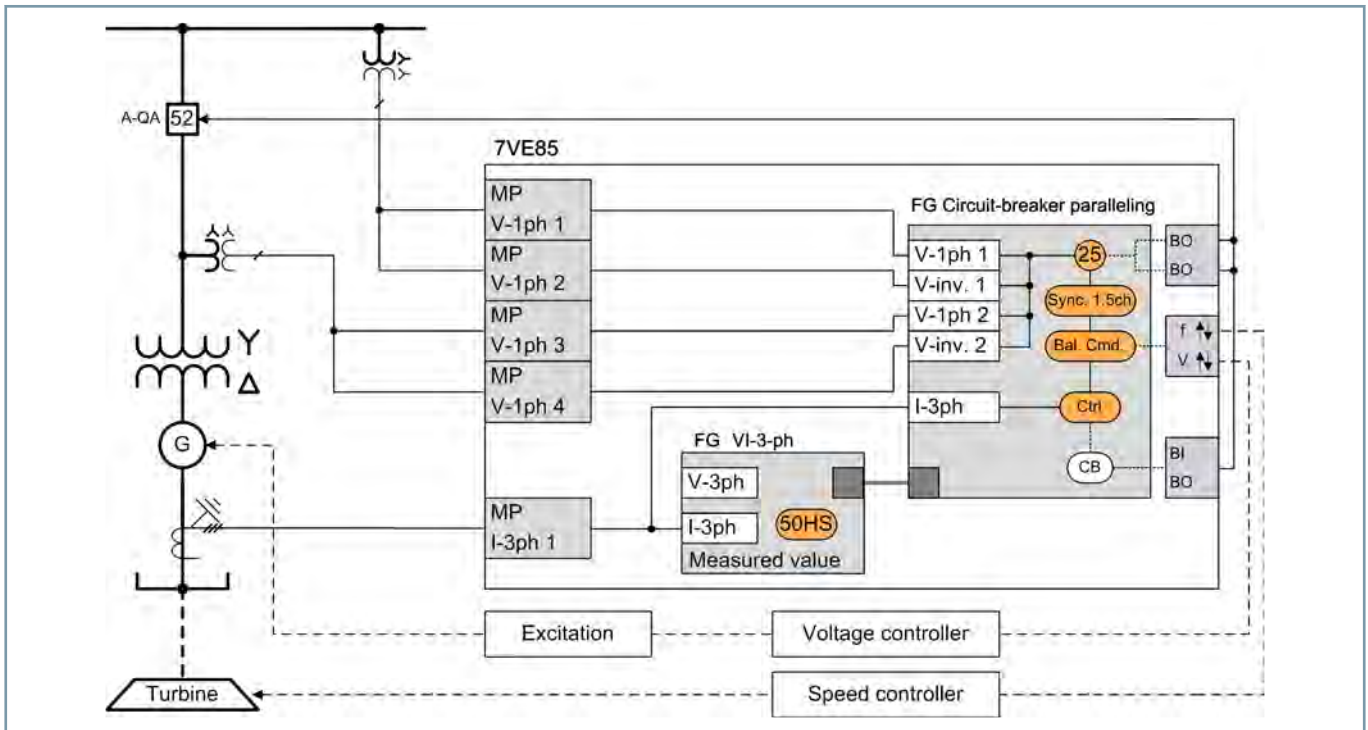 A-QA
52
7VE85
MP
V-1ph 1
MP
V-1ph 2
MP
V-1ph 3
MP
V-1ph 4
MP
I-3ph 1
FG Circuit-breaker paralleling
V-1ph 1
V-inv. 1
V-1ph 2
V-inv. 2
I-3ph
25
Sync. 1.5ch
Bal. Cmd.
Ctrl
CB
BO
BO
f
V
BI
BO
FG VI-3-ph
V-3ph
I-3ph
50HS
Measured value
G
Excitation
Voltage controller
Turbine
Speed controller